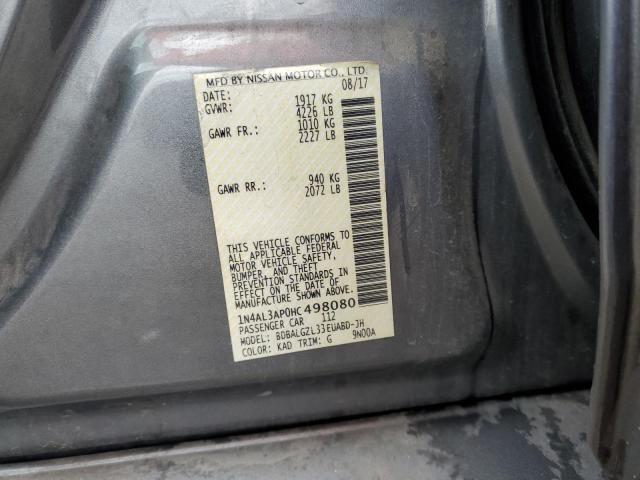 MFD BY NISSAN MOTOR CO., LTD.
DATE: 08/17
GVWR: 1917 KG
4226 LB
GAWR FR.: 1010 KG
2227 LB
GAWR RR.: 940 KG
2072 LB
THIS VEHICLE CONFORMS TO
ALL APPLICABLE FEDERAL
MOTOR VEHICLE SAFETY,
BUMPER, AND THEFT
PREVENTION STANDARDS IN
EFFECT ON THE DATE OF
MANUFACTURE SHOWN ABOVE.
1N4AL3AP0HC498080
PASSENGER CAR 112
MODEL: BDBALGZL33EUABD-JH
COLOR: KAD TRIM: G 9N00A